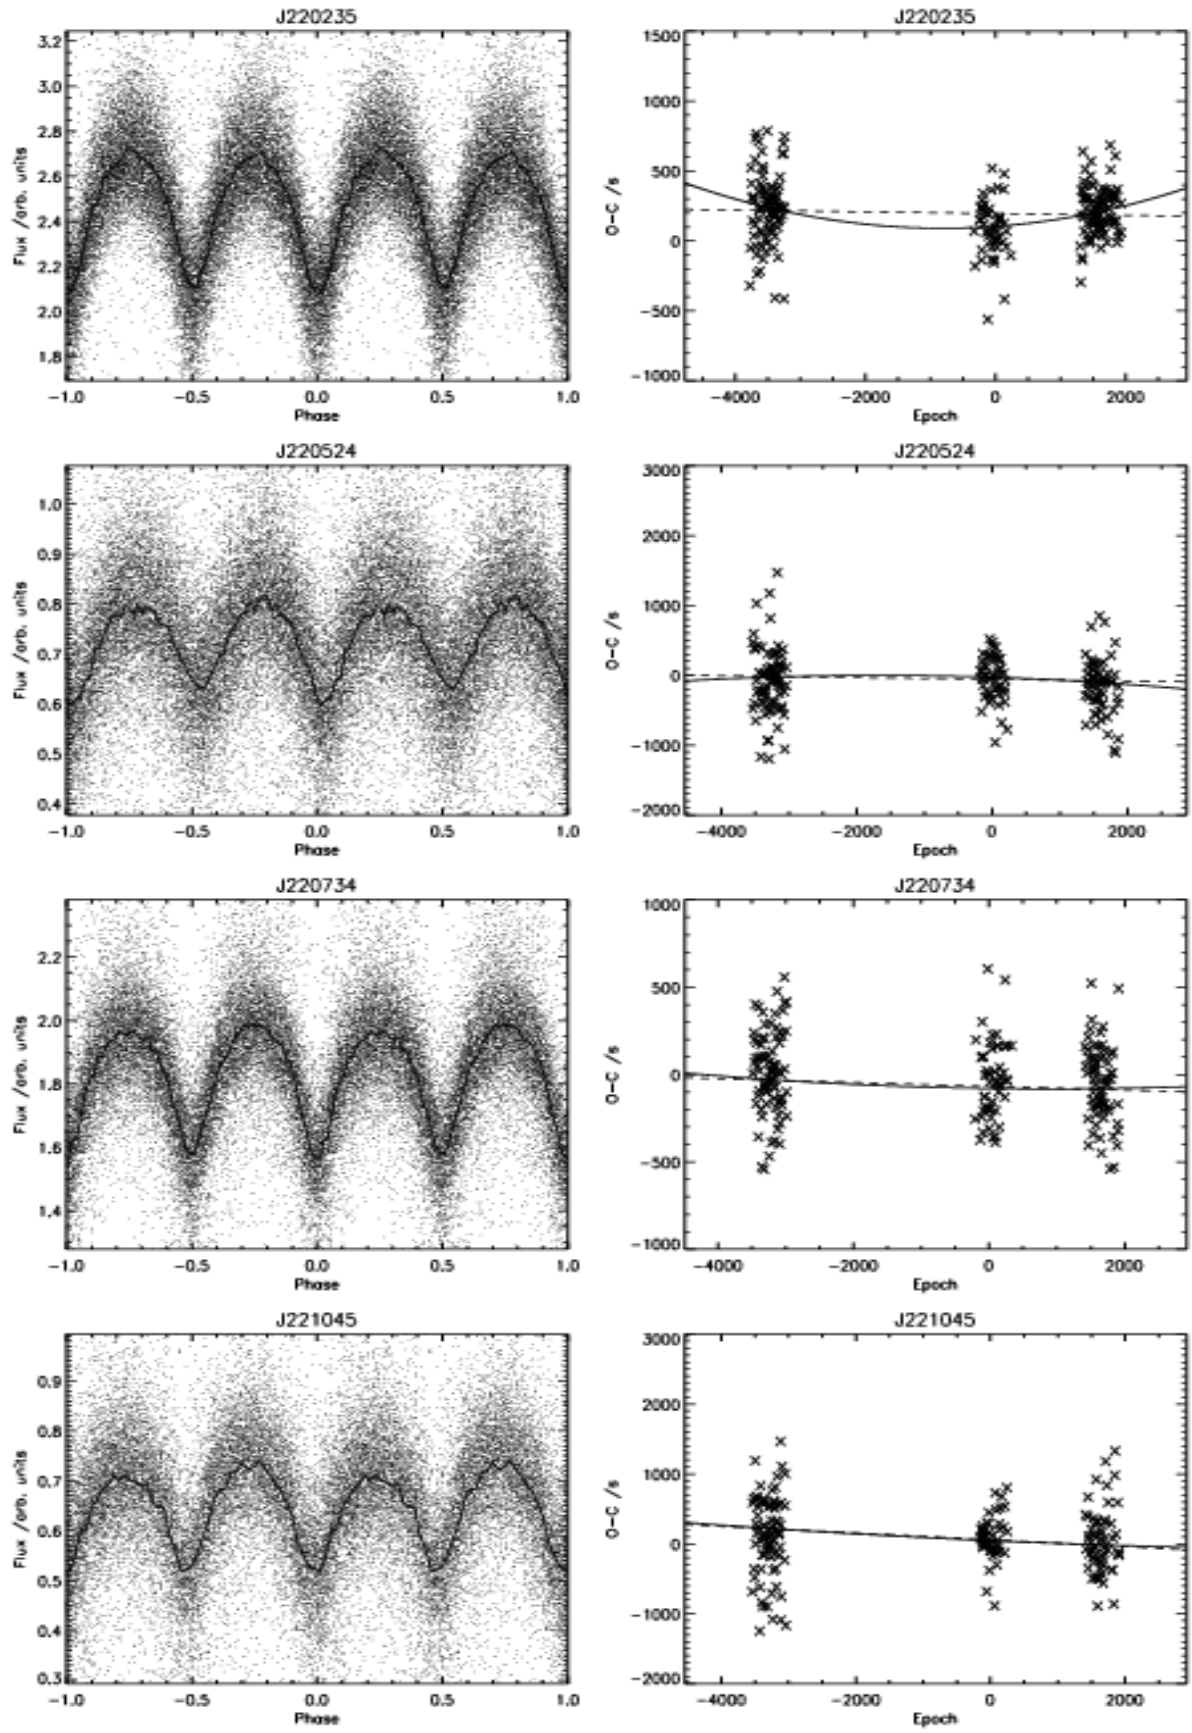 J220235
J220235
3.2
3.0
2.8
2.6
2.4
2.2
2.0
1.8
Flux /arb. units
-1.0 -0.5 0.0 0.5 1.0
Phase
1500
1000
500
0
-500
-1000
O-C /s
-4000 -2000 0 2000
Epoch
J220524
J220524
1.0
0.9
0.8
0.7
0.6
0.5
0.4
Flux /arb. units
-1.0 -0.5 0.0 0.5 1.0
Phase
3000
2000
1000
0
-1000
-2000
O-C /s
-4000 -2000 0 2000
Epoch
J220734
J220734
2.2
2.0
1.8
1.6
1.4
Flux /arb. units
-1.0 -0.5 0.0 0.5 1.0
Phase
1000
500
0
-500
-1000
O-C /s
-4000 -2000 0 2000
Epoch
J221045
J221045
0.9
0.8
0.7
0.6
0.5
0.4
0.3
Flux /arb. units
-1.0 -0.5 0.0 0.5 1.0
Phase
3000
2000
1000
0
-1000
-2000
O-C /s
-4000 -2000 0 2000
Epoch